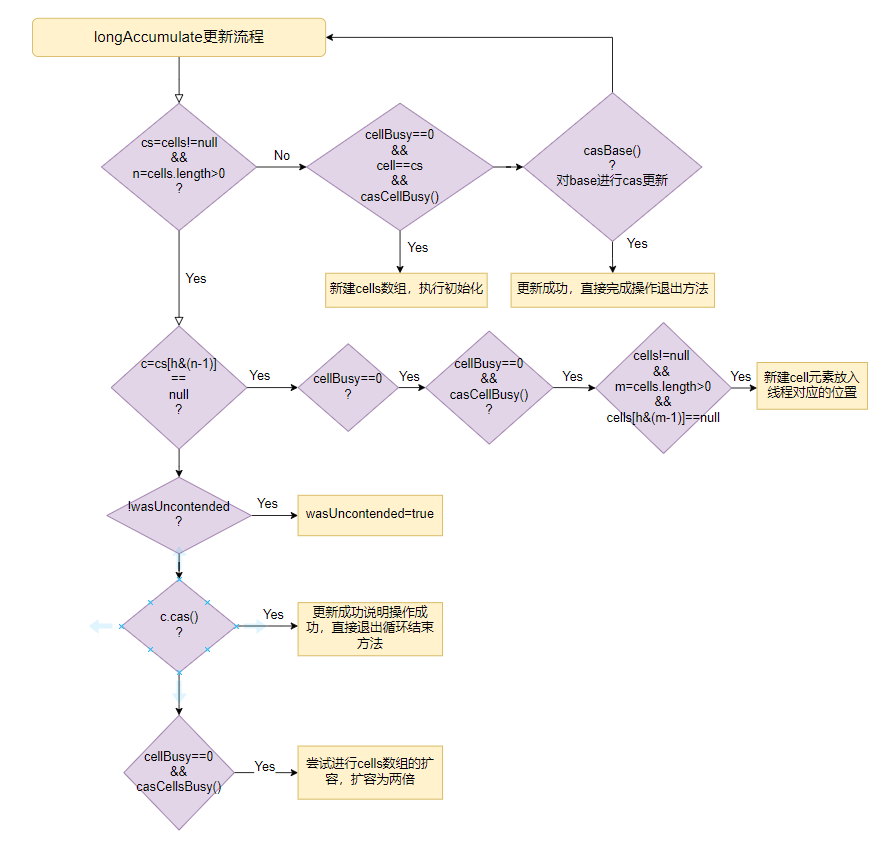 longAccumulate更新流程
cs=cells!=null
&&
n=cells.length>0
?
No
cellBusy==0
&&
cell==cs
&&
casCellBusy()
casBase()
?
对base进行cas更新
Yes
Yes
新建cells数组，执行初始化
更新成功，直接完成操作退出方法
Yes
c=cs[h&(n-1)]
==
null
?
Yes
cellBusy==0
?
Yes
cellBusy==0
&&
casCellBusy()
?
Yes
cells!=null
&&
m=cells.length>0
&&
cells[h&(m-1)]==null
Yes
新建cell元素放入
线程对应的位置
!wasUncontended
?
Yes
wasUncontended=true
c.cas()
?
Yes
更新成功说明操作成
功，直接退出循环结束
方法
cellBusy==0
&&
casCellsBusy()
Yes
尝试进行cells数组的扩
容，扩容为两倍